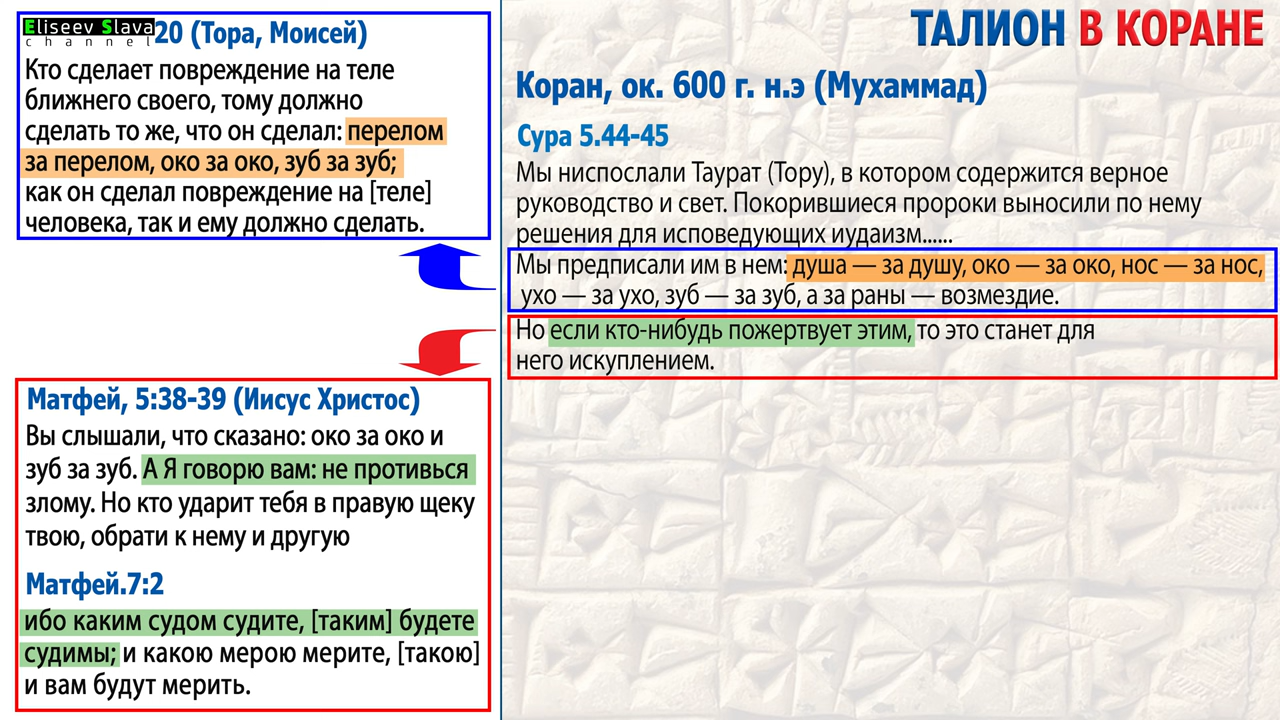 Eliseev Slava
channel
20 (Тора, Моисей)
Кто сделает повреждение на теле
ближнего своего, тому должно
сделать то же, что он сделал: перелом
за перелом, око за око, зуб за зуб;
как он сделал повреждение на [теле]
человека, так и ему должно сделать.
Матфей, 5:38-39 (Иисус Христос)
Вы слышали, что сказано: око за око и
зуб за зуб. А Я говорю вам: не противься
злому. Но кто ударит тебя в правую щеку
твою, обрати к нему и другую
Матфей.7:2
ибо каким судом судите, [таким] будете
судимы; и какою мерою мерите, [такою]
и вам будут мерить.
ТАЛИОН В КОРАНЕ
Коран, ок. 600 г. н.э (Мухаммад)
Сура 5.44-45
Мы ниспослали Таурат (Тору), в котором содержится верное
руководство и свет. Покорившиеся пророки выносили по нему
решения для исповедующих иудаизм......
Мы предписали им в нем: душа — за душу, око — за око, нос — за нос,
ухо — за ухо, зуб — за зуб, а за раны — возмездие.
Но если кто-нибудь пожертвует этим, то это станет для
него искуплением.